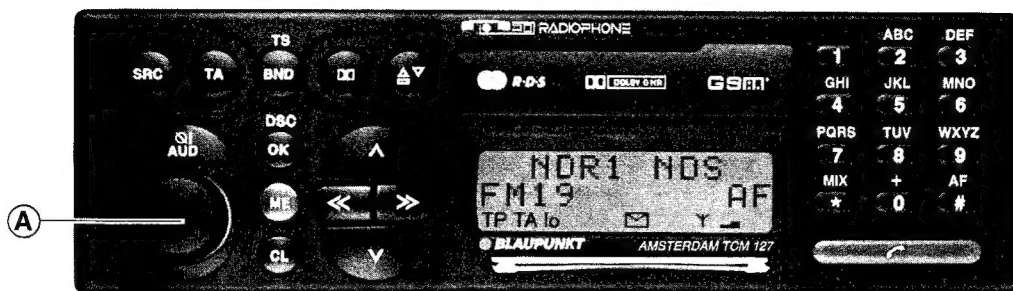 RADIOPHONE
TS
SRC TA BND
R·D·S DOLBY B NR GSM
DSC
AUD OK
ME
CL
A
NDR1 NDS
FM19 AF
TP TA lo
BLAUPUNKT AMSTERDAM TCM 127
ABC DEF
1 2 3
GHI JKL MNO
4 5 6
PQRS TUV WXYZ
7 8 9
MIX + AF
* 0 #